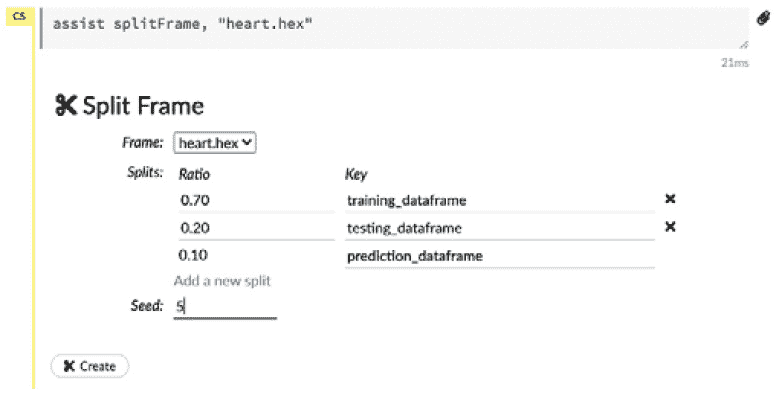 CS
assist splitFrame, "heart.hex"
21ms
Split Frame
Frame: heart.hex
Splits: Ratio Key
0.70 training_dataframe
0.20 testing_dataframe
0.10 prediction_dataframe
Add a new split
Seed: 5
Create